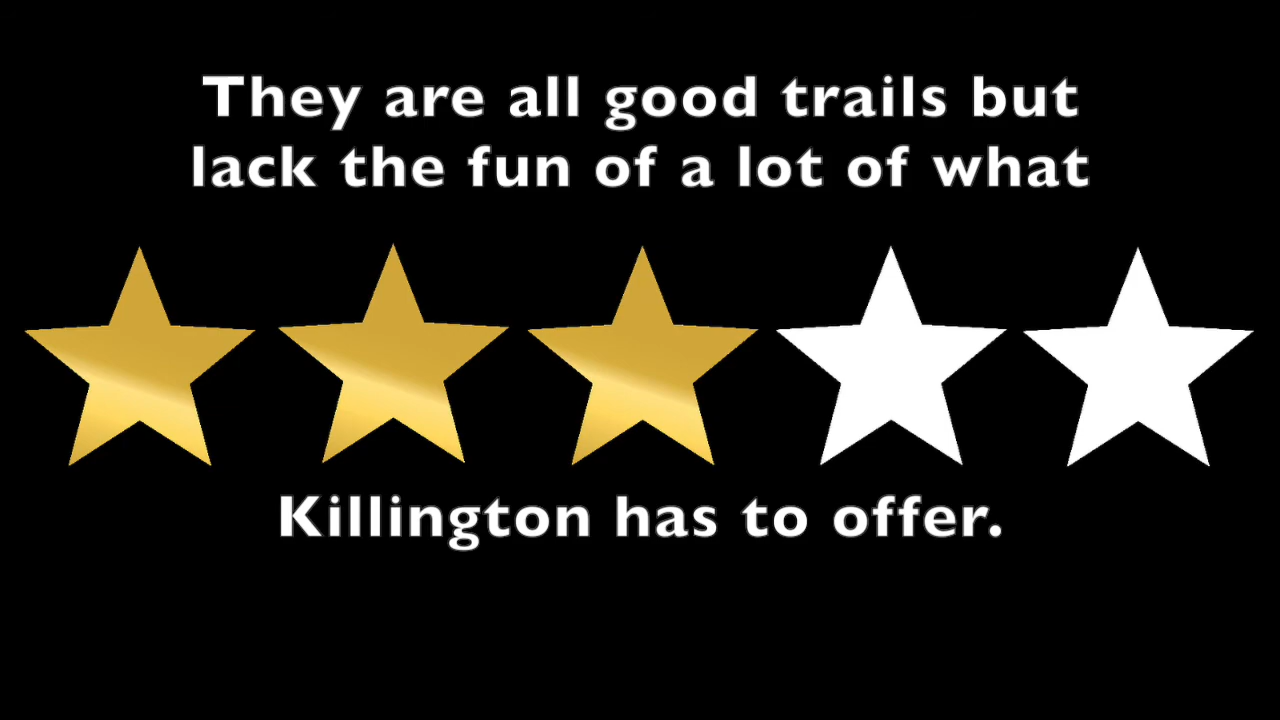 They are all good trails but
lack the fun of a lot of what
Killington has to offer.